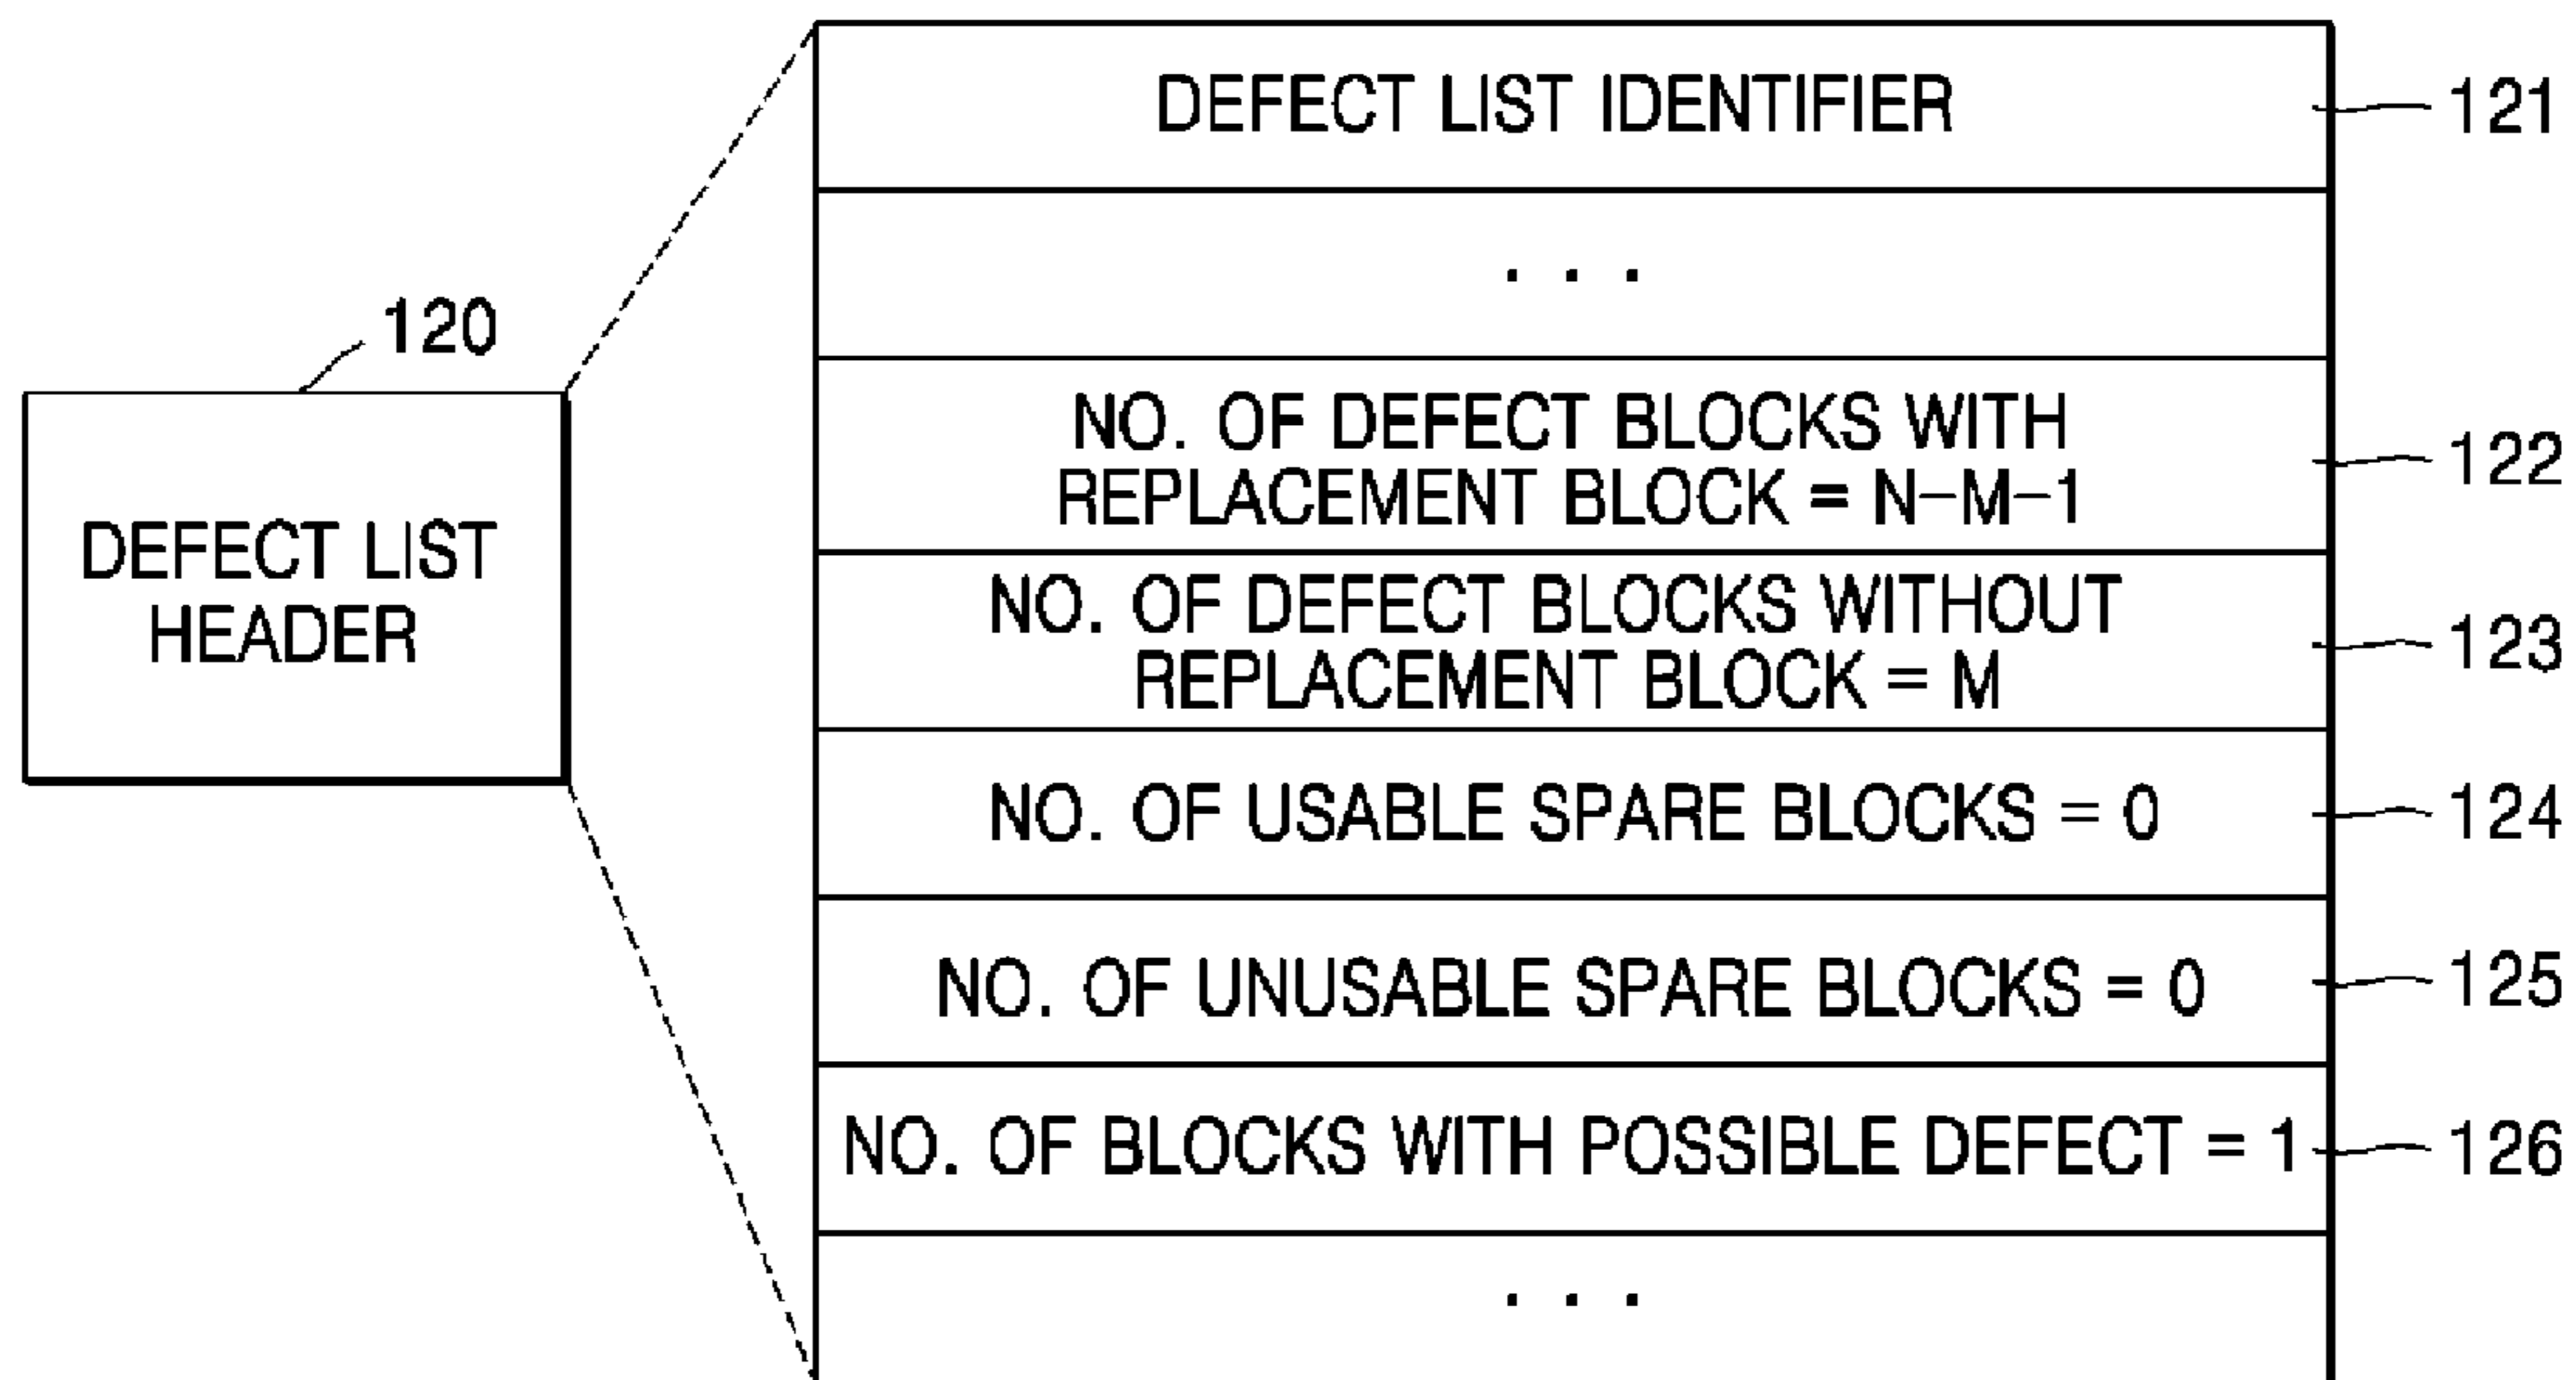 120
DEFECT LIST
HEADER
DEFECT LIST IDENTIFIER
121
. . .
NO. OF DEFECT BLOCKS WITH
REPLACEMENT BLOCK = N-M-1
122
NO. OF DEFECT BLOCKS WITHOUT
REPLACEMENT BLOCK = M
123
NO. OF USABLE SPARE BLOCKS = 0
124
NO. OF UNUSABLE SPARE BLOCKS = 0
125
NO. OF BLOCKS WITH POSSIBLE DEFECT = 1
126
. . .